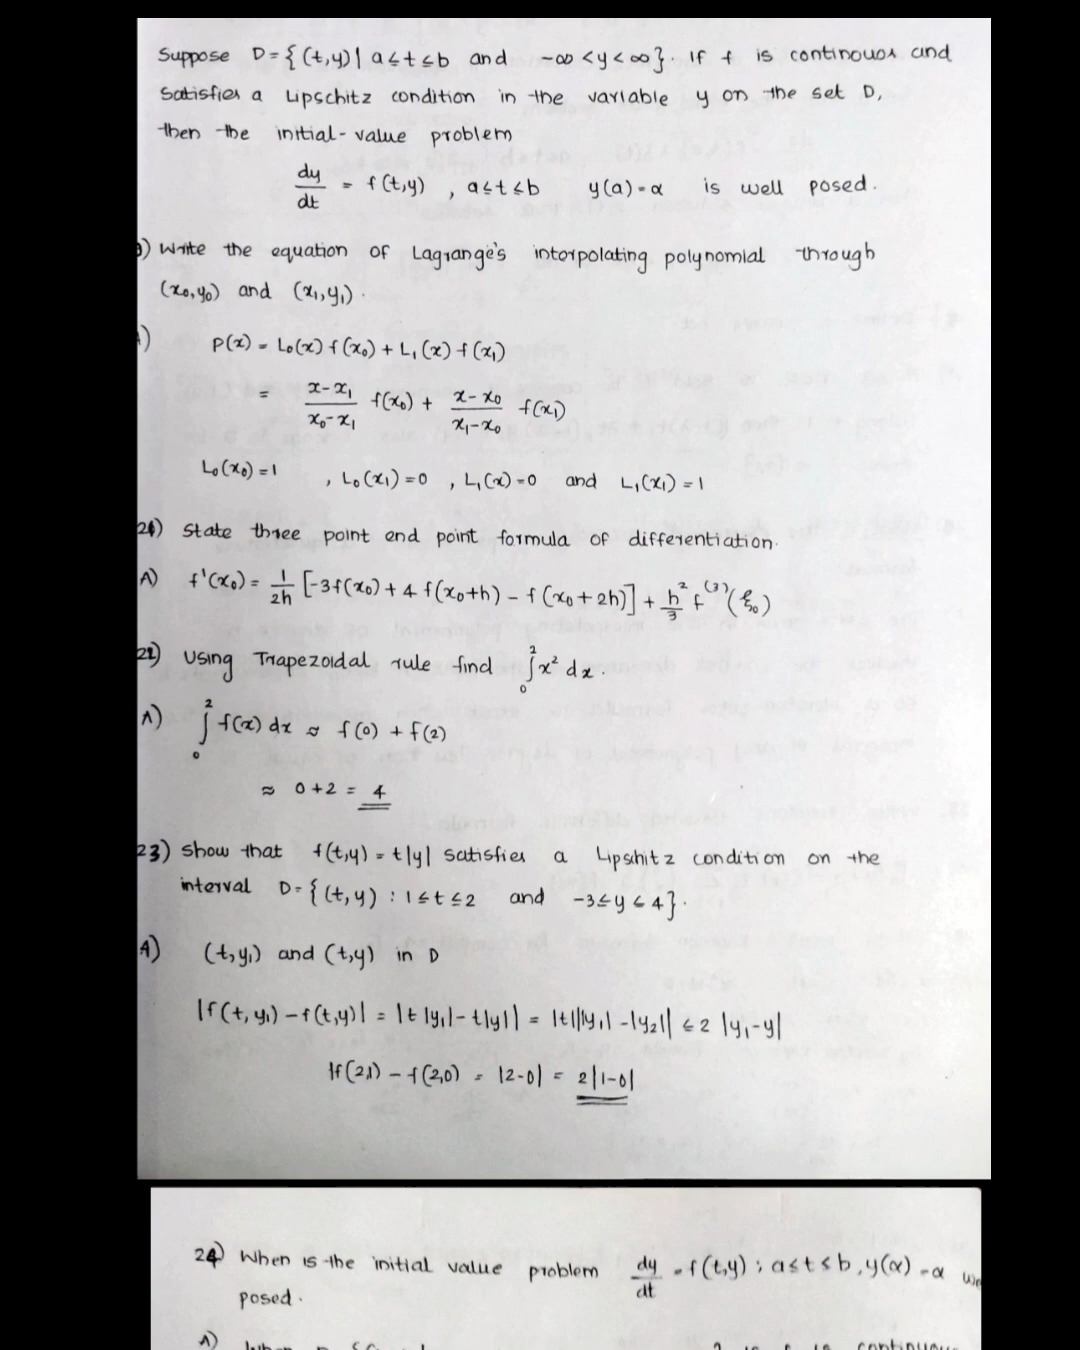 Suppose D = { (t,y) | a ≤ t ≤ b and -∞ < y < ∞ }. If f is continouos and
Satisfies a Lipschitz condition in the variable y on the set D,
then the initial-value problem
dy/dt = f(t,y) , a ≤ t ≤ b y(a) = α is well posed.
) Write the equation of Lagrange's interpolating polynomial through
(x₀,y₀) and (x₁,y₁).
) P(x) = L₀(x) f(x₀) + L₁(x) f(x₁)
= (x-x₁)/(x₀-x₁) f(x₀) + (x-x₀)/(x₁-x₀) f(x₁)
L₀(x₀) = 1 , L₀(x₁) = 0 , L₁(x) = 0 and L₁(x₁) = 1
) State three point end point formula of differentiation.
A) f'(x₀) = 1/2h [-3f(x₀) + 4 f(x₀+h) - f(x₀+2h)] + h²/3 f⁽³⁾(ξ₀)
) Using Trapezoidal rule find ∫₀² x² dx.
A) ∫₀² f(x) dx ≈ f(0) + f(2)
≈ 0+2 = 4
23) Show that f(t,y) = t|y| satisfies a Lipschitz condition on the
interval D = { (t,y) : 1 ≤ t ≤ 2 and -3 ≤ y ≤ 4 }.
A) (t,y₁) and (t,y) in D
|f(t,y₁) - f(t,y)| = |t|y₁| - t|y|| = |t|||y₁| - |y₂|| ≤ 2 |y₁-y|
|f(2,1) - f(2,0) = |2-0| = 2|1-0|
24) When is the initial value problem dy/dt = f(t,y) ; a ≤ t ≤ b , y(α) = α we
posed.
A)